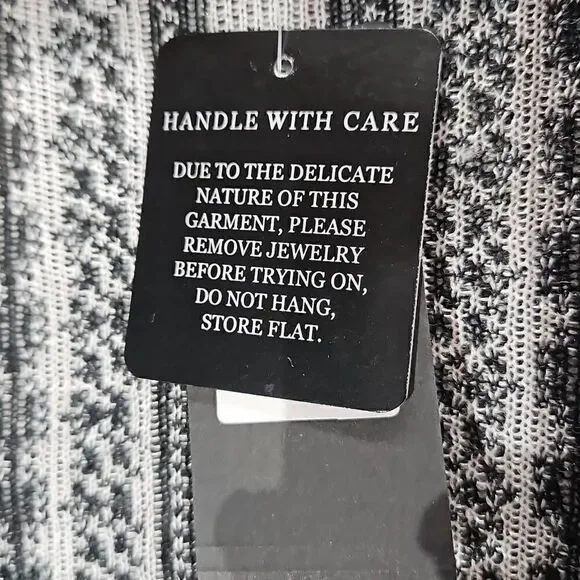 HANDLE WITH CARE
DUE TO THE DELICATE
NATURE OF THIS
GARMENT, PLEASE
REMOVE JEWELRY
BEFORE TRYING ON,
DO NOT HANG,
STORE FLAT.